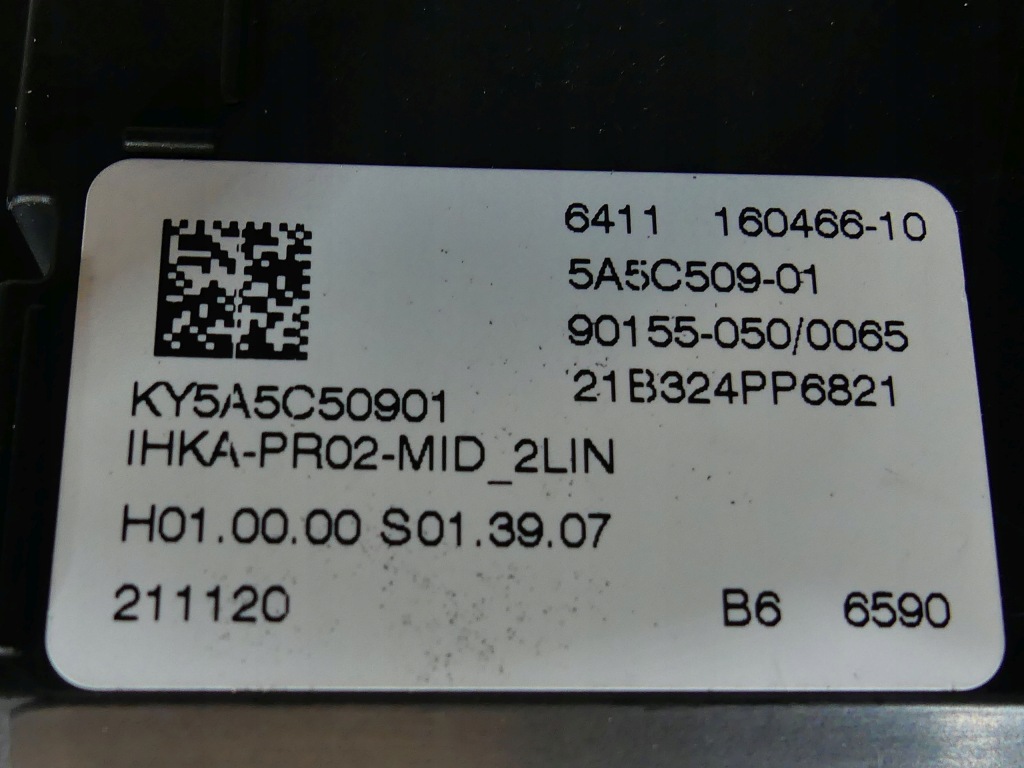 6411 160466-10
5A5C509-01
90155-050/0065
21B324PP6821
KY5A5C50901
IHKA-PR02-MID_2LIN
H01.00.00 S01.39.07
211120 B6 6590